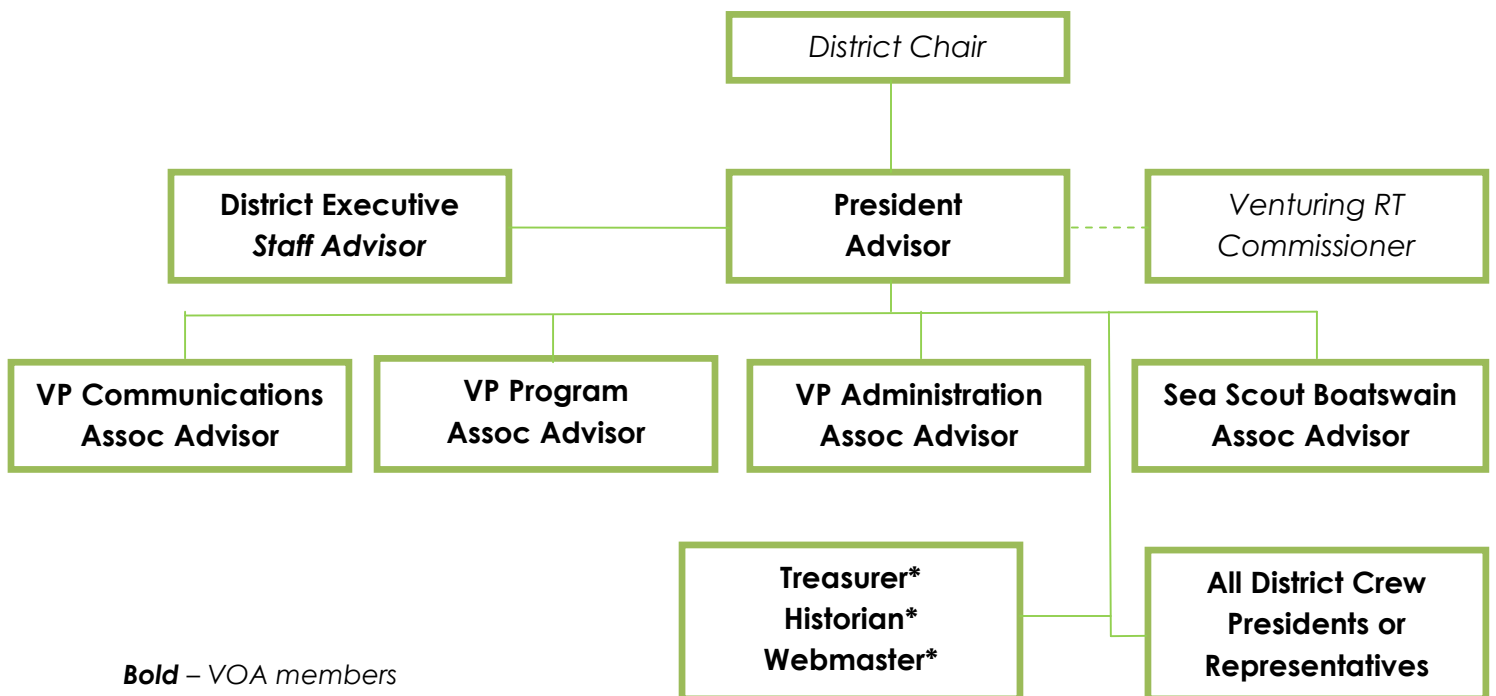 District Chair
District Executive
Staff Advisor
President
Advisor
Venturing RT
Commissioner
VP Communications
Assoc Advisor
VP Program
Assoc Advisor
VP Administration
Assoc Advisor
Sea Scout Boatswain
Assoc Advisor
Treasurer*
Historian*
Webmaster*
All District Crew
Presidents or
Representatives
Bold – VOA members